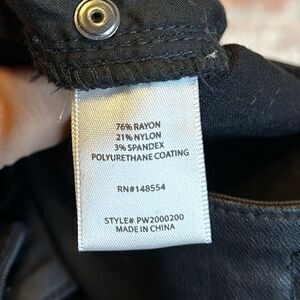 76% RAYON
21% NYLON
3% SPANDEX
POLYURETHANE COATING
RN#148554
STYLE# PW2000200
MADE IN CHINA